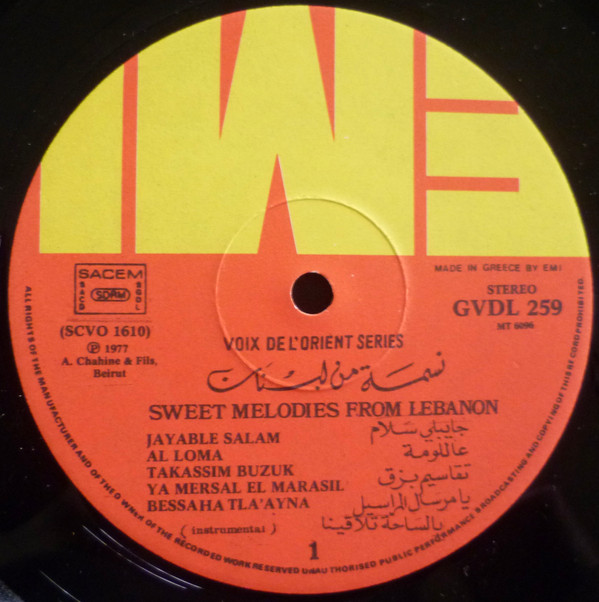 MADE IN GREECE BY EMI
SACEM
SACD
SDRM
SGDL
(SCVO 1610)
℗ 1977
A. Chahine & Fils,
Beirut
STEREO
GVDL 259
MT 6096
VOIX DE L'ORIENT SERIES
نسمة من لبنان
SWEET MELODIES FROM LEBANON
JAYABLE SALAM جايبلي سلام
AL LOMA عاللومة
TAKASSIM BUZUK تقاسيم بزق
YA MERSAL EL MARASIL يا مرسال المراسيل
BESSAHA TLA'AYNA بالساحة تلاقينا
(instrumental)
1
ALL RIGHTS OF THE MANUFACTURER AND OF THE OWNER OF THE RECORDED WORK RESERVED UNAUTHORISED PUBLIC PERFORMANCE BROADCASTING AND COPYING OF THIS RECORD PROHIBITED.